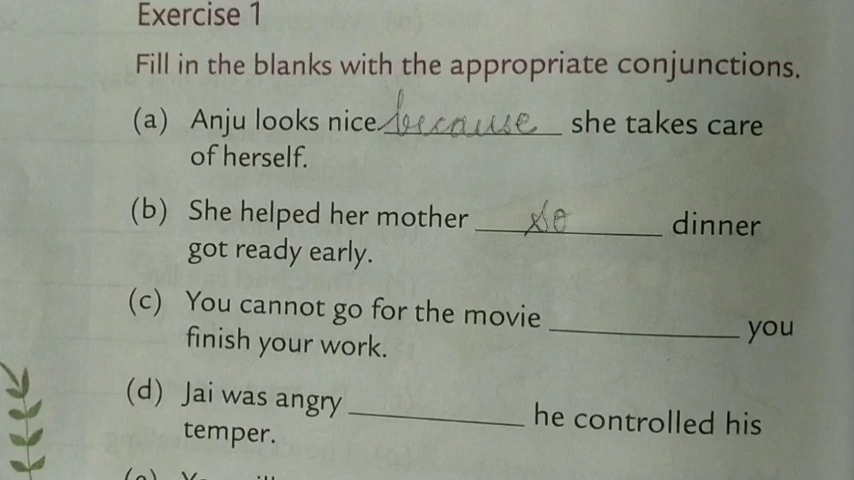 Exercise 1
Fill in the blanks with the appropriate conjunctions.
(a) Anju looks nice because she takes care
of herself.
(b) She helped her mother so dinner
got ready early.
(c) You cannot go for the movie ____________ you
finish your work.
(d) Jai was angry ____________ he controlled his
temper.